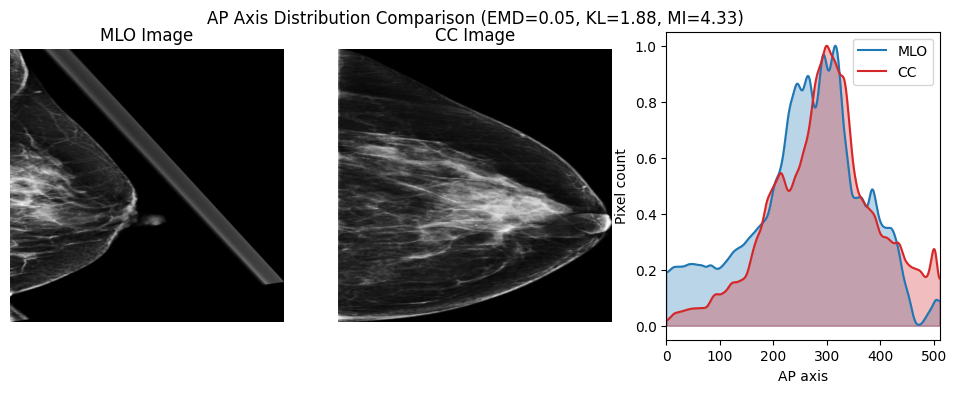 AP Axis Distribution Comparison (EMD=0.05, KL=1.88, MI=4.33)
MLO Image
CC Image
MLO
CC
Pixel count
1.0
0.8
0.6
0.4
0.2
0.0
0 100 200 300 400 500
AP axis